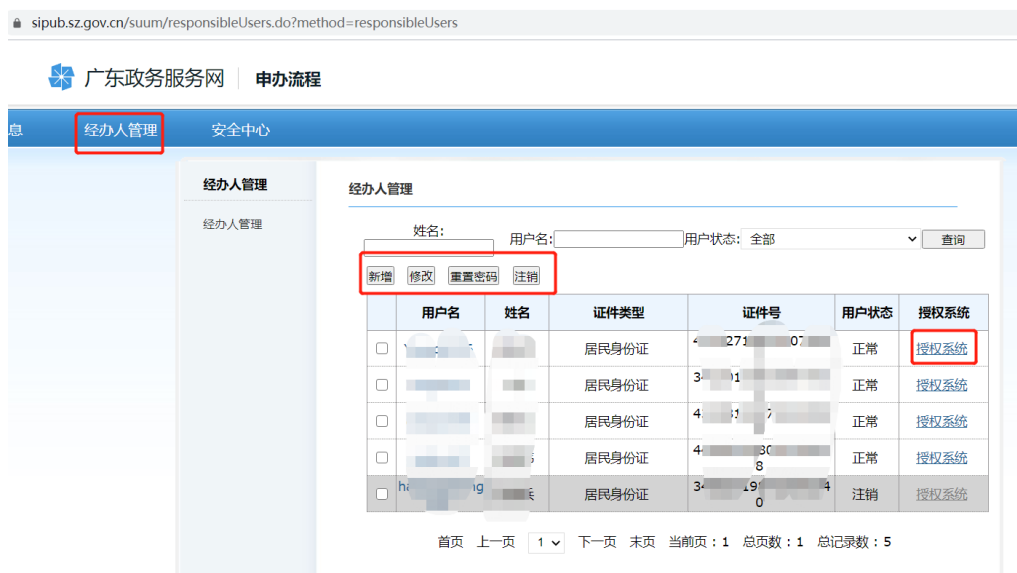 sipub.sz.gov.cn/suum/responsibleUsers.do?method=responsibleUsers
广东政务服务网 申办流程
息 经办人管理 安全中心
经办人管理
经办人管理
经办人管理
姓名: 用户名: 用户状态: 全部 查询
新增 修改 重置密码 注销
用户名 姓名 证件类型 证件号 用户状态 授权系统
居民身份证 正常 授权系统
居民身份证 正常 授权系统
居民身份证 正常 授权系统
居民身份证 正常 授权系统
居民身份证 注销 授权系统
首页 上一页 1 下一页 末页 当前页：1 总页数：1 总记录数：5